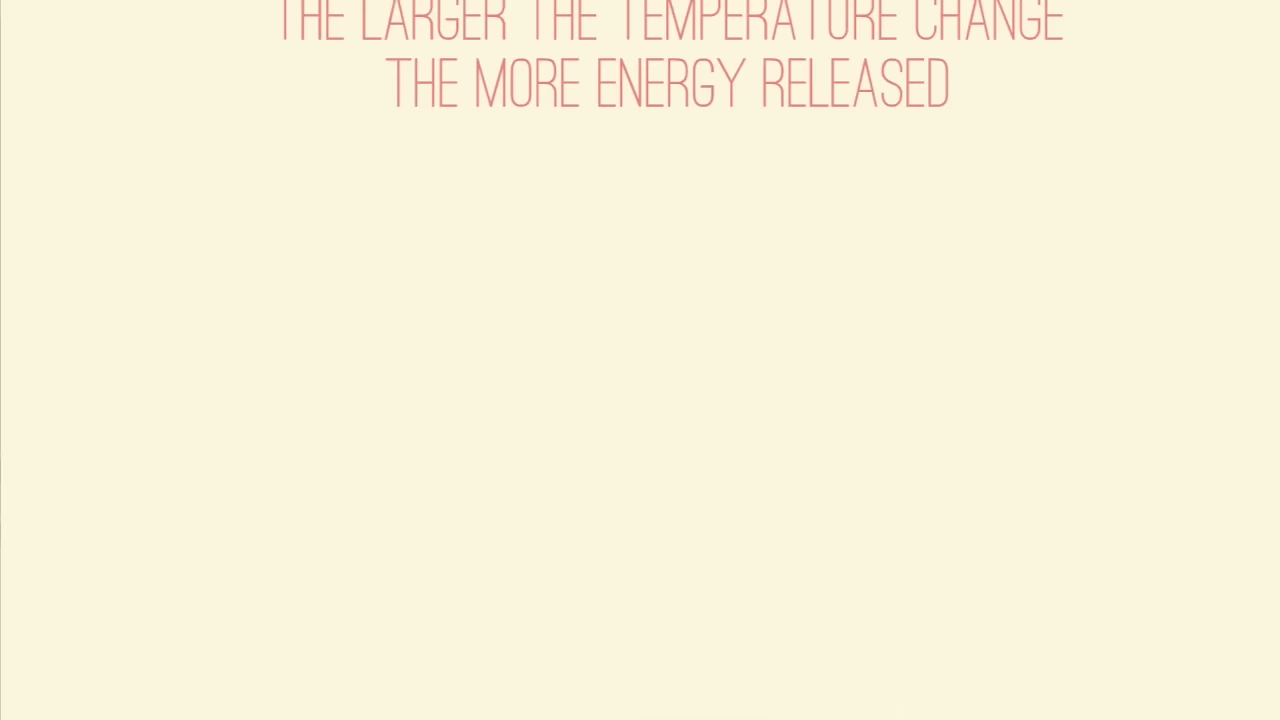 THE LARGER THE TEMPERATURE CHANGE
THE MORE ENERGY RELEASED